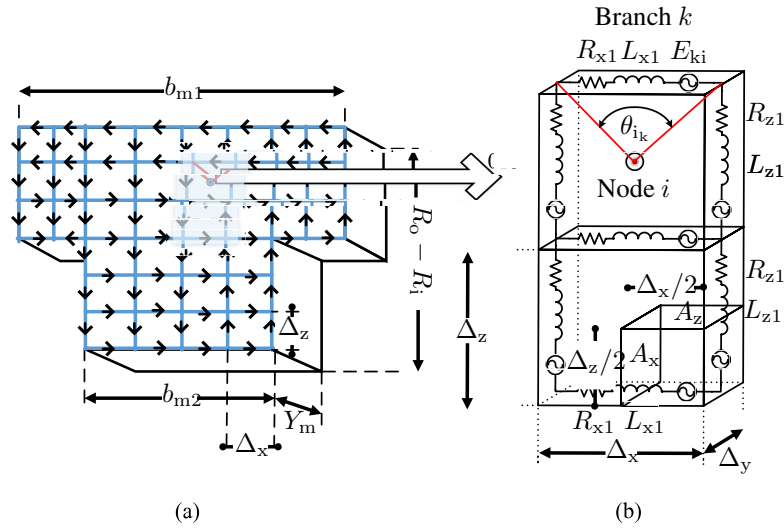 Branch k
R_x1 L_x1 E_ki
b_m1
R_z1
θ_i_k
L_z1
Node i
R_o − R_i
R_z1
Δ_x/2
Δ_z
Δ_z
L_z1
A_z
Δ_z/2
A_x
b_m2
Y_m
R_x1 L_x1
Δ_x
Δ_x
Δ_y
(a)
(b)